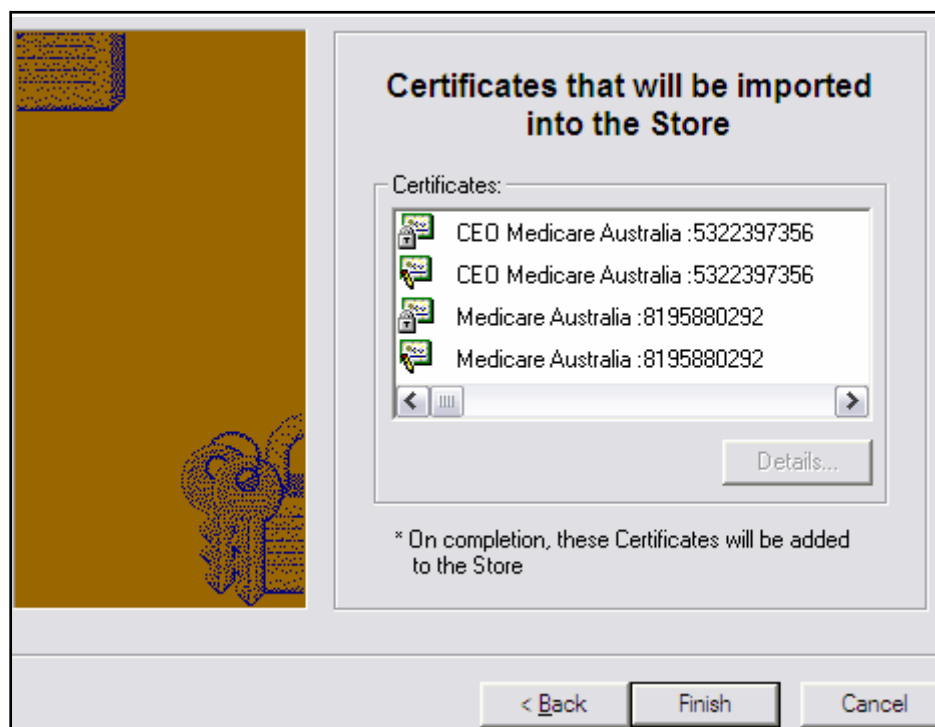 Certificates that will be imported
into the Store
Certificates:
CEO Medicare Australia :5322397356
CEO Medicare Australia :5322397356
Medicare Australia :8195880292
Medicare Australia :8195880292
Details...
* On completion, these Certificates will be added
to the Store
< Back
Finish
Cancel